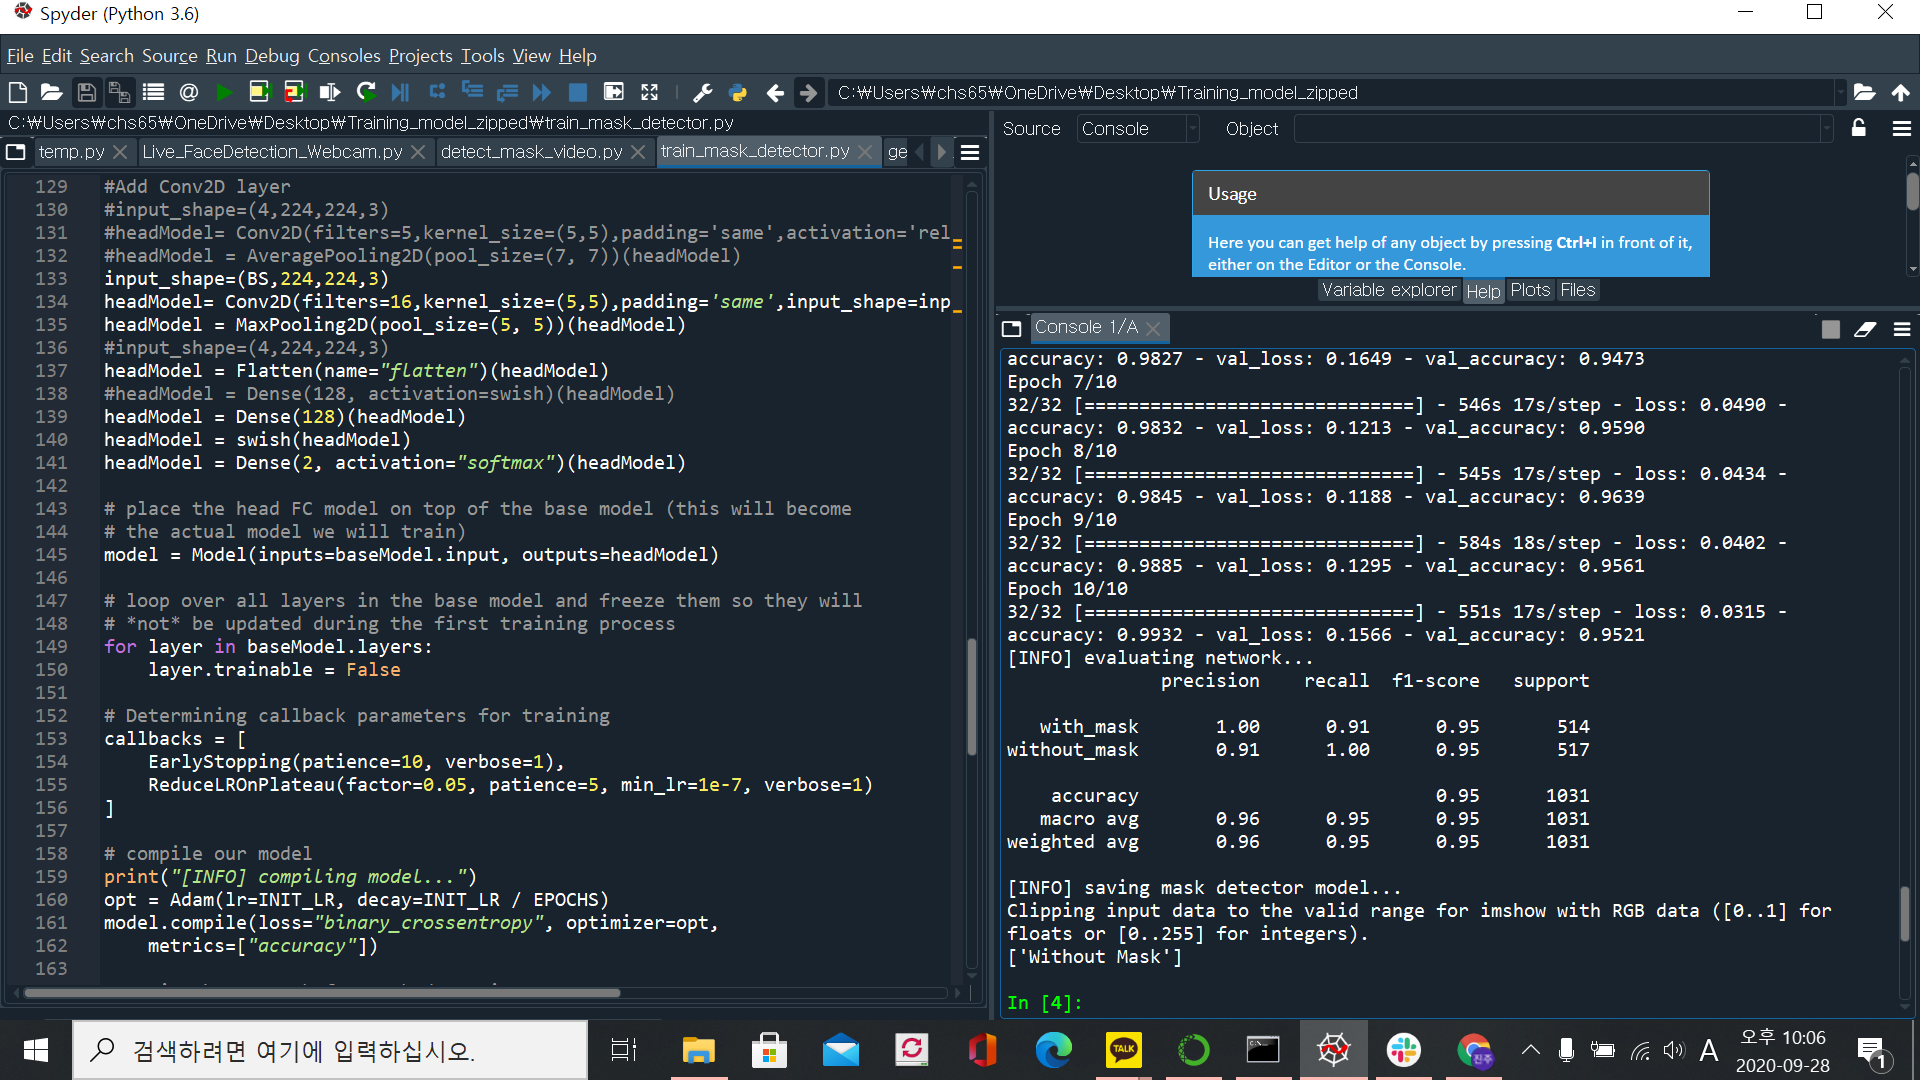 Spyder (Python 3.6)
File Edit Search Source Run Debug Consoles Projects Tools View Help
C:₩Users₩chs65₩OneDrive₩Desktop₩Training_model_zipped
C:₩Users₩chs65₩OneDrive₩Desktop₩Training_model_zipped₩train_mask_detector.py
temp.py Live_FaceDetection_Webcam.py detect_mask_video.py train_mask_detector.py ge
129 #Add Conv2D layer
130 #input_shape=(4,224,224,3)
131 #headModel= Conv2D(filters=5,kernel_size=(5,5),padding='same',activation='rel
132 #headModel = AveragePooling2D(pool_size=(7, 7))(headModel)
133 input_shape=(BS,224,224,3)
134 headModel= Conv2D(filters=16,kernel_size=(5,5),padding='same',input_shape=inp
135 headModel = MaxPooling2D(pool_size=(5, 5))(headModel)
136 #input_shape=(4,224,224,3)
137 headModel = Flatten(name="flatten")(headModel)
138 #headModel = Dense(128, activation=swish)(headModel)
139 headModel = Dense(128)(headModel)
140 headModel = swish(headModel)
141 headModel = Dense(2, activation="softmax")(headModel)
142
143 # place the head FC model on top of the base model (this will become
144 # the actual model we will train)
145 model = Model(inputs=baseModel.input, outputs=headModel)
146
147 # loop over all layers in the base model and freeze them so they will
148 # *not* be updated during the first training process
149 for layer in baseModel.layers:
150 layer.trainable = False
151
152 # Determining callback parameters for training
153 callbacks = [
154 EarlyStopping(patience=10, verbose=1),
155 ReduceLROnPlateau(factor=0.05, patience=5, min_lr=1e-7, verbose=1)
156 ]
157
158 # compile our model
159 print("[INFO] compiling model...")
160 opt = Adam(lr=INIT_LR, decay=INIT_LR / EPOCHS)
161 model.compile(loss="binary_crossentropy", optimizer=opt,
162 metrics=["accuracy"])
163
Source Console Object
Usage
Here you can get help of any object by pressing Ctrl+I in front of it,
either on the Editor or the Console.
Variable explorer Help Plots Files
Console 1/A
accuracy: 0.9827 - val_loss: 0.1649 - val_accuracy: 0.9473
Epoch 7/10
32/32 [==============================] - 546s 17s/step - loss: 0.0490 -
accuracy: 0.9832 - val_loss: 0.1213 - val_accuracy: 0.9590
Epoch 8/10
32/32 [==============================] - 545s 17s/step - loss: 0.0434 -
accuracy: 0.9845 - val_loss: 0.1188 - val_accuracy: 0.9639
Epoch 9/10
32/32 [==============================] - 584s 18s/step - loss: 0.0402 -
accuracy: 0.9885 - val_loss: 0.1295 - val_accuracy: 0.9561
Epoch 10/10
32/32 [==============================] - 551s 17s/step - loss: 0.0315 -
accuracy: 0.9932 - val_loss: 0.1566 - val_accuracy: 0.9521
[INFO] evaluating network...
precision recall f1-score support
with_mask 1.00 0.91 0.95 514
without_mask 0.91 1.00 0.95 517
accuracy 0.95 1031
macro avg 0.96 0.95 0.95 1031
weighted avg 0.96 0.95 0.95 1031
[INFO] saving mask detector model...
Clipping input data to the valid range for imshow with RGB data ([0..1] for
floats or [0..255] for integers).
['Without Mask']
In [4]:
검색하려면 여기에 입력하십시오.
TALK
진주
A
오후 10:06
2020-09-28
1